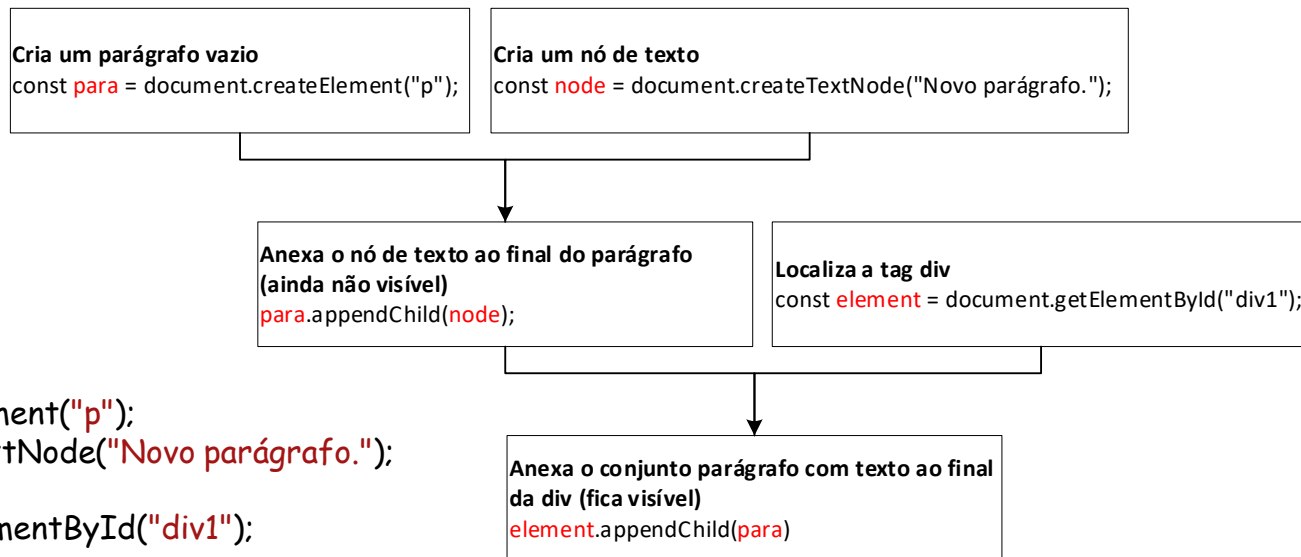 Cria um parágrafo vazio
const para = document.createElement("p");
Cria um nó de texto
const node = document.createTextNode("Novo parágrafo.");
Anexa o nó de texto ao final do parágrafo
(ainda não visível)
para.appendChild(node);
Localiza a tag div
const element = document.getElementById("div1");
ment("p");
tNode("Novo parágrafo.");
mentById("div1");
Anexa o conjunto parágrafo com texto ao final
da div (fica visível)
element.appendChild(para)